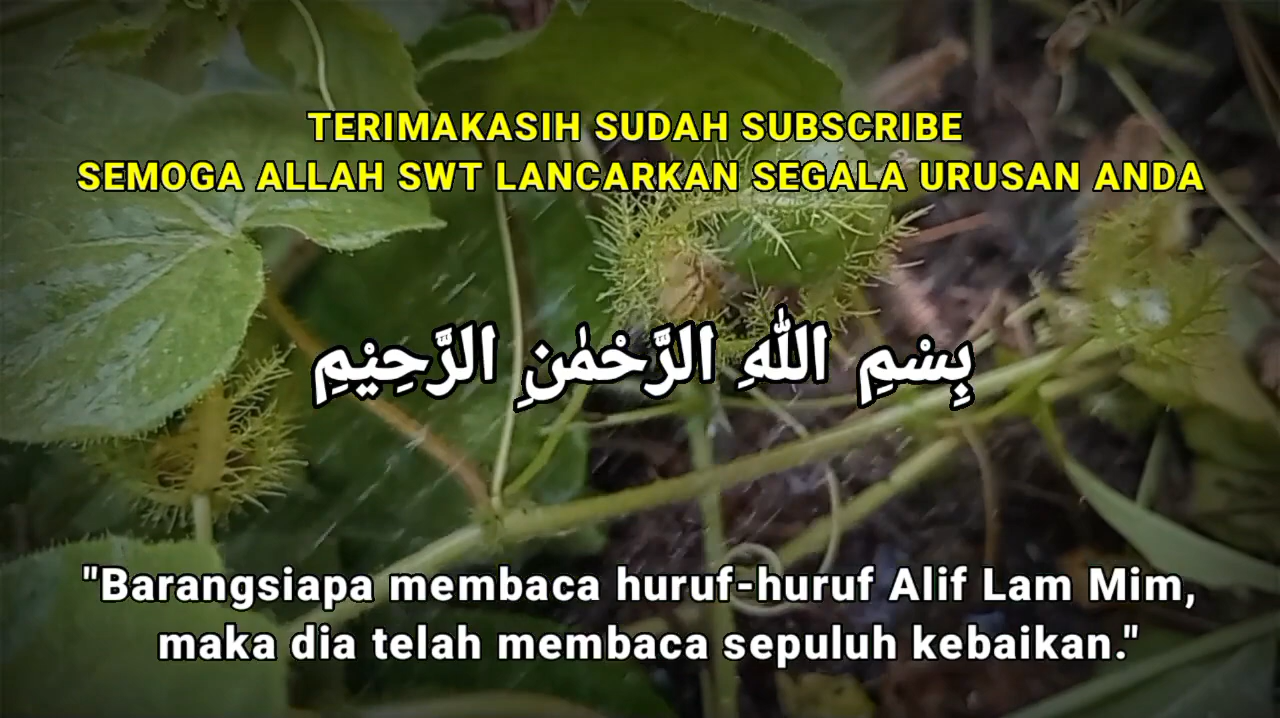 TERIMAKASIH SUDAH SUBSCRIBE
SEMOGA ALLAH SWT LANCARKAN SEGALA URUSAN ANDA
بِسْمِ اللّٰهِ الرَّحْمٰنِ الرَّحِيْمِ
"Barangsiapa membaca huruf-huruf Alif Lam Mim,
maka dia telah membaca sepuluh kebaikan."